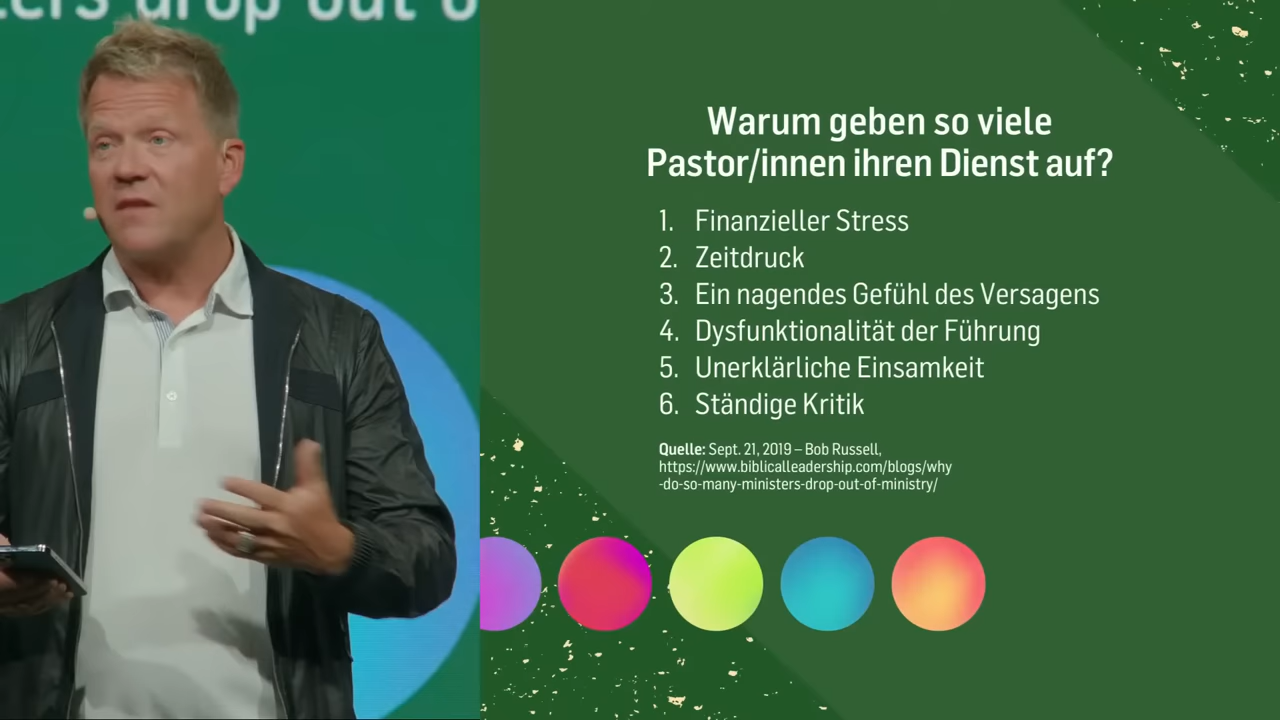 drop out o
Warum geben so viele
Pastor/innen ihren Dienst auf?
1. Finanzieller Stress
2. Zeitdruck
3. Ein nagendes Gefühl des Versagens
4. Dysfunktionalität der Führung
5. Unerklärliche Einsamkeit
6. Ständige Kritik
Quelle: Sept. 21, 2019 – Bob Russell,
https://www.biblicalleadership.com/blogs/why
-do-so-many-ministers-drop-out-of-ministry/